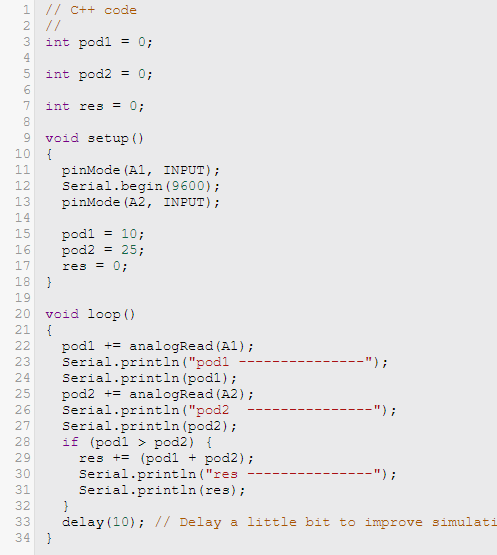 1 // C++ code
2 //
3 int pod1 = 0;
4
5 int pod2 = 0;
6
7 int res = 0;
8
9 void setup()
10 {
11   pinMode(A1, INPUT);
12   Serial.begin(9600);
13   pinMode(A2, INPUT);
14
15   pod1 = 10;
16   pod2 = 25;
17   res = 0;
18 }
19
20 void loop()
21 {
22   pod1 += analogRead(A1);
23   Serial.println("pod1 ---------------");
24   Serial.println(pod1);
25   pod2 += analogRead(A2);
26   Serial.println("pod2  ---------------");
27   Serial.println(pod2);
28   if (pod1 > pod2) {
29     res += (pod1 + pod2);
30     Serial.println("res ---------------");
31     Serial.println(res);
32   }
33   delay(10); // Delay a little bit to improve simulati
34 }